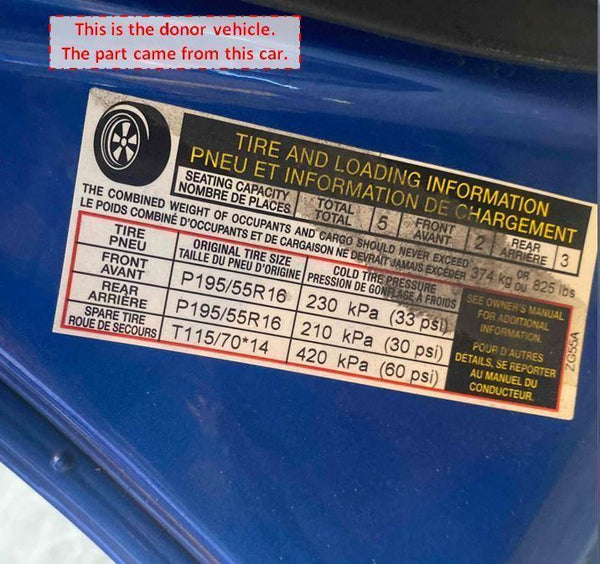 This is the donor vehicle.
The part came from this car.
TIRE AND LOADING INFORMATION
PNEU ET INFORMATION DE CHARGEMENT
SEATING CAPACITY TOTAL 5 FRONT 2 REAR 3
NOMBRE DE PLACES TOTAL AVANT ARRIÈRE
THE COMBINED WEIGHT OF OCCUPANTS AND CARGO SHOULD NEVER EXCEED 374 kg OR 825 lbs
LE POIDS COMBINÉ D'OCCUPANTS ET DE CARGAISON NE DEVRAIT JAMAIS EXCÉDER OU
TIRE ORIGINAL TIRE SIZE COLD TIRE PRESSURE
PNEU TAILLE DU PNEU D'ORIGINE PRESSION DE GONFLAGE À FROIDS
FRONT
AVANT P195/55R16 230 kPa (33 psi)
REAR
ARRIÈRE P195/55R16 210 kPa (30 psi)
SPARE TIRE
ROUE DE SECOURS T115/70*14 420 kPa (60 psi)
SEE OWNER'S MANUAL
FOR ADDITIONAL
INFORMATION.
POUR D'AUTRES
DÉTAILS, SE REPORTER
AU MANUEL DU
CONDUCTEUR.
ZG55A